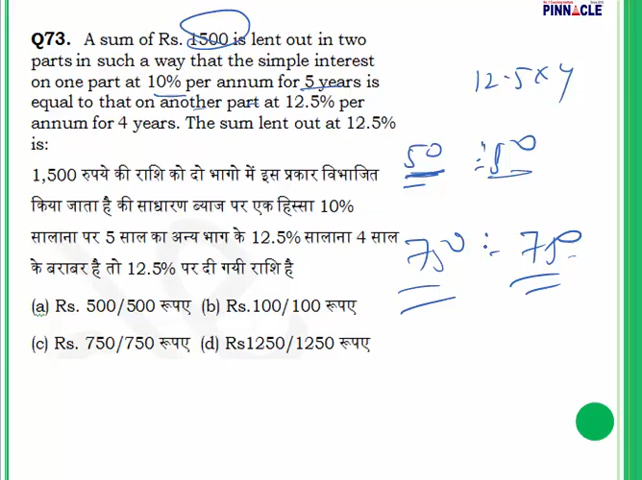 PINNACLE
Q73. A sum of Rs. 1500 is lent out in two
parts in such a way that the simple interest
on one part at 10% per annum for 5 years is
equal to that on another part at 12.5% per
annum for 4 years. The sum lent out at 12.5%
is:
12.5×4
50 : 50
1,500 रुपये की राशि को दो भागो में इस प्रकार विभाजित
किया जाता है की साधारण ब्याज पर एक हिस्सा 10%
सालाना पर 5 साल का अन्य भाग के 12.5% सालाना 4 साल
के बराबर है तो 12.5% पर दी गयी राशि है
750 : 750
(a) Rs. 500/500 रूपए (b) Rs.100/100 रूपए
(c) Rs. 750/750 रूपए (d) Rs1250/1250 रूपए